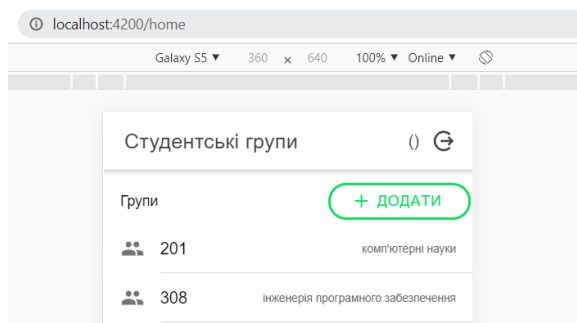 localhost:4200/home
Galaxy S5 ▼ 360 x 640 100% ▼ Online ▼
Студентські групи ()
Групи + ДОДАТИ
201 комп'ютерні науки
308 інженерія програмного забезпечення